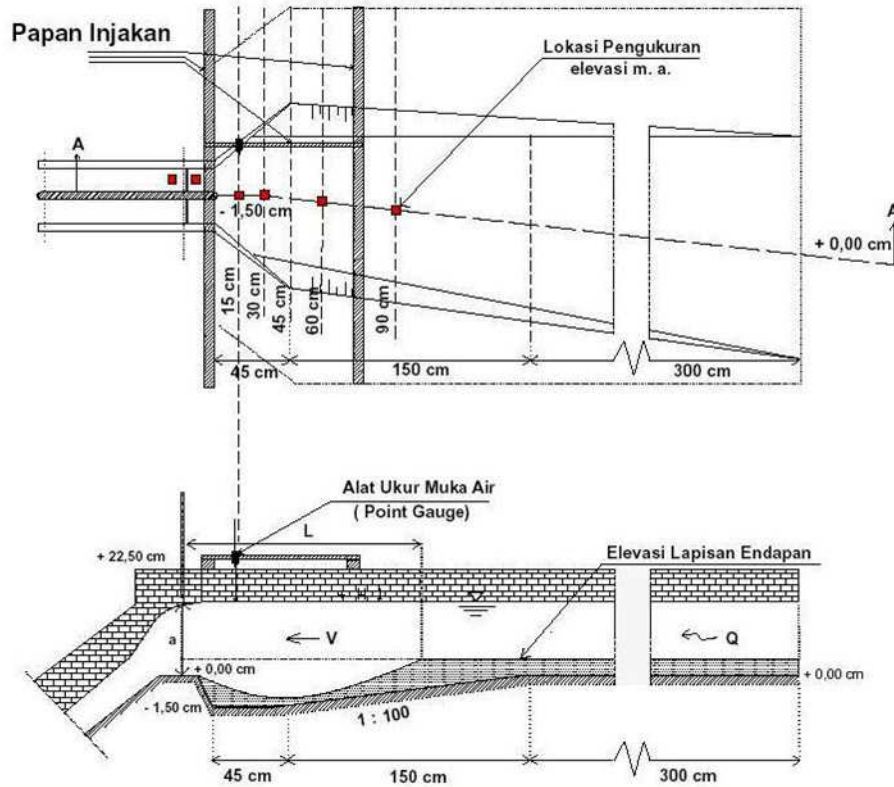 Papan Injakan
Lokasi Pengukuran
elevasi m. a.
A
A
- 1,50 cm
+ 0,00 cm
15 cm
30 cm
45 cm
60 cm
90 cm
45 cm
150 cm
300 cm
Alat Ukur Muka Air
( Point Gauge)
L
+ 22,50 cm
Elevasi Lapisan Endapan
a
V
Q
+ 0,00 cm
+ 0,00 cm
- 1,50 cm
1 : 100
45 cm
150 cm
300 cm